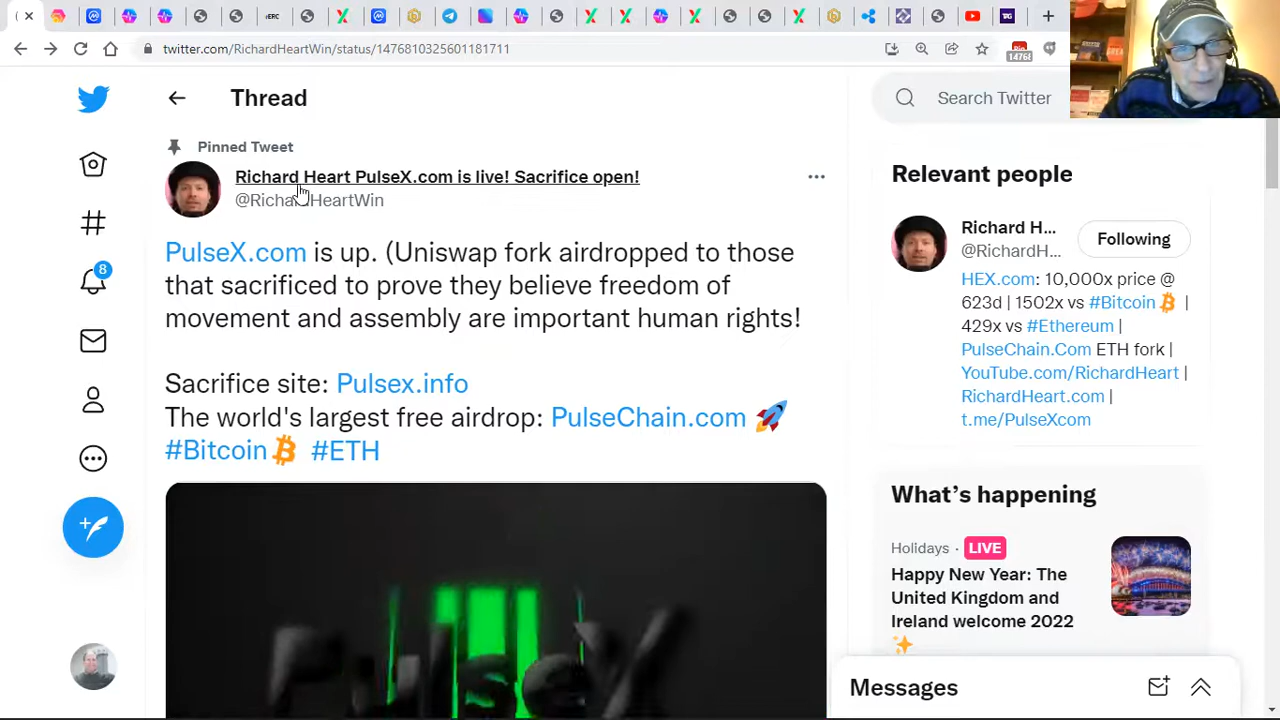 rERC
twitter.com/RichardHeartWin/status/1476810325601181711
14768
Thread
Search Twitter
Pinned Tweet
Richard Heart PulseX.com is live! Sacrifice open!
@RichardHeartWin
PulseX.com is up. (Uniswap fork airdropped to those
that sacrificed to prove they believe freedom of
movement and assembly are important human rights!
Sacrifice site: Pulsex.info
The world's largest free airdrop: PulseChain.com 🚀
#Bitcoin #ETH
PulseX
8
Relevant people
Richard H...
@RichardH...
Following
HEX.com: 10,000x price @
623d | 1502x vs #Bitcoin |
429x vs #Ethereum |
PulseChain.Com ETH fork |
YouTube.com/RichardHeart |
RichardHeart.com |
t.me/PulseXcom
What's happening
Holidays · LIVE
Happy New Year: The
United Kingdom and
Ireland welcome 2022
✨
Messages